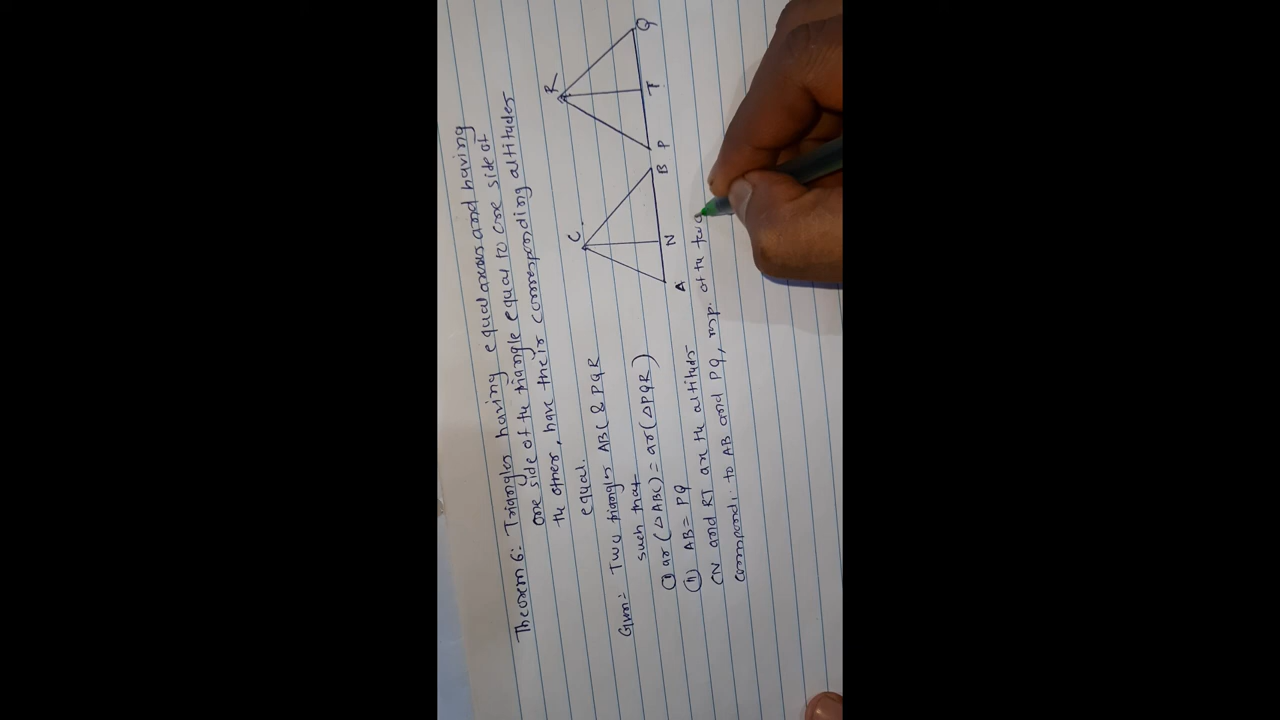 Theorem 6: Triangles having equal areas and having
one side of the triangle equal to one side of
the other, have their corresponding altitudes
equal.
R
C
P T Q
A N B
Given: Two triangles ABC & PQR
such that
(i) ar(△ABC) = ar(△PQR)
(ii) AB = PQ
CN and RT are the altitudes
correspond. to AB and PQ, resp. of the two